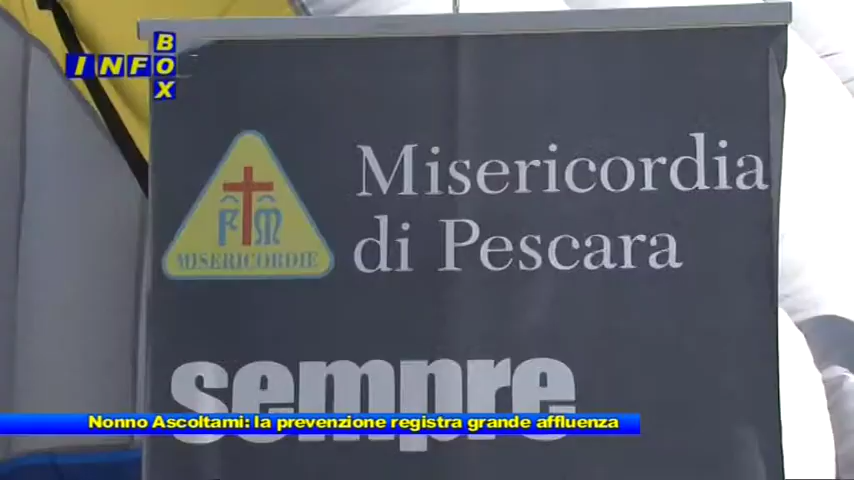 INFO
BOX
Misericordia
di Pescara
F M
MISERICORDIE
sempre
Nonno Ascoltami: la prevenzione registra grande affluenza